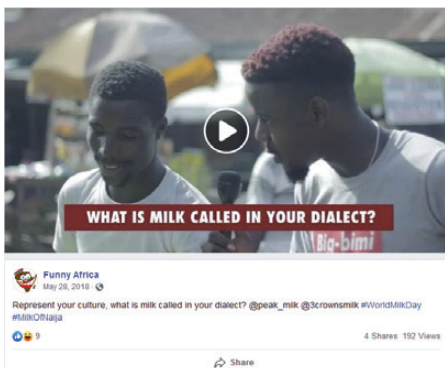 WHAT IS MILK CALLED IN YOUR DIALECT?
Big-bimi
Funny Africa
May 28, 2018 ·
Represent your culture, what is milk called in your dialect? @peak_milk @3crownsmilk #WorldMilkDay
#MilkOfNaija
9
4 Shares 192 Views
Share